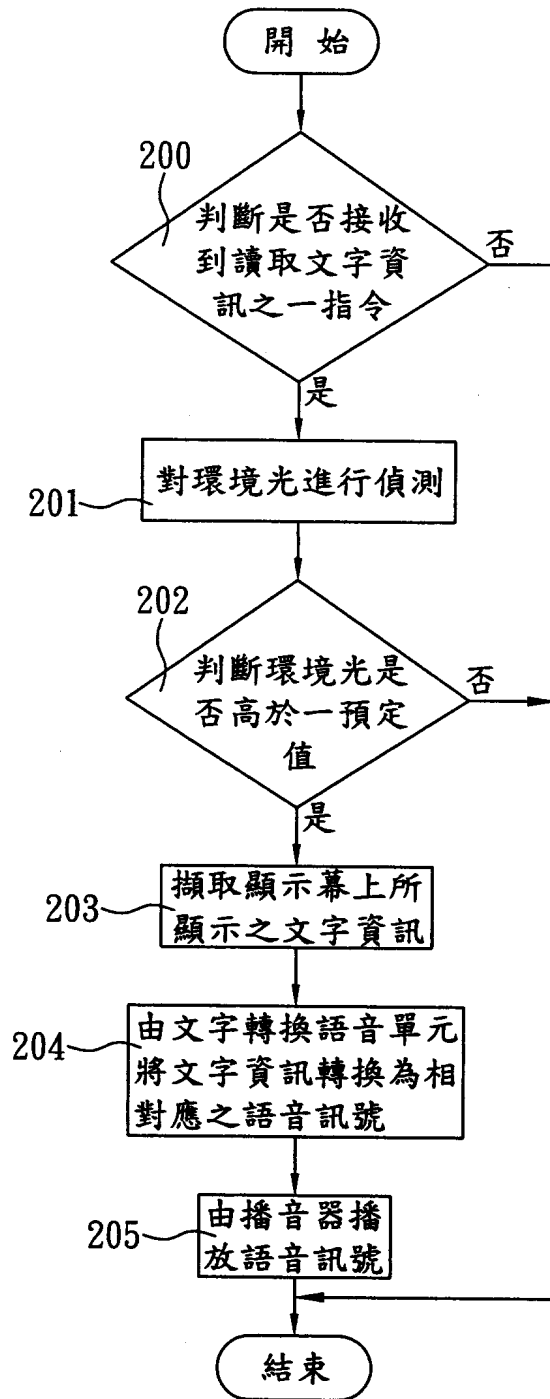 開始
200
判斷是否接收
到讀取文字資
訊之一指令
否
是
對環境光進行偵測
201
202
判斷環境光是
否高於一預定
值
否
是
擷取顯示幕上所
顯示之文字資訊
203
由文字轉換語音單元
將文字資訊轉換為相
對應之語音訊號
204
由播音器播
放語音訊號
205
結束